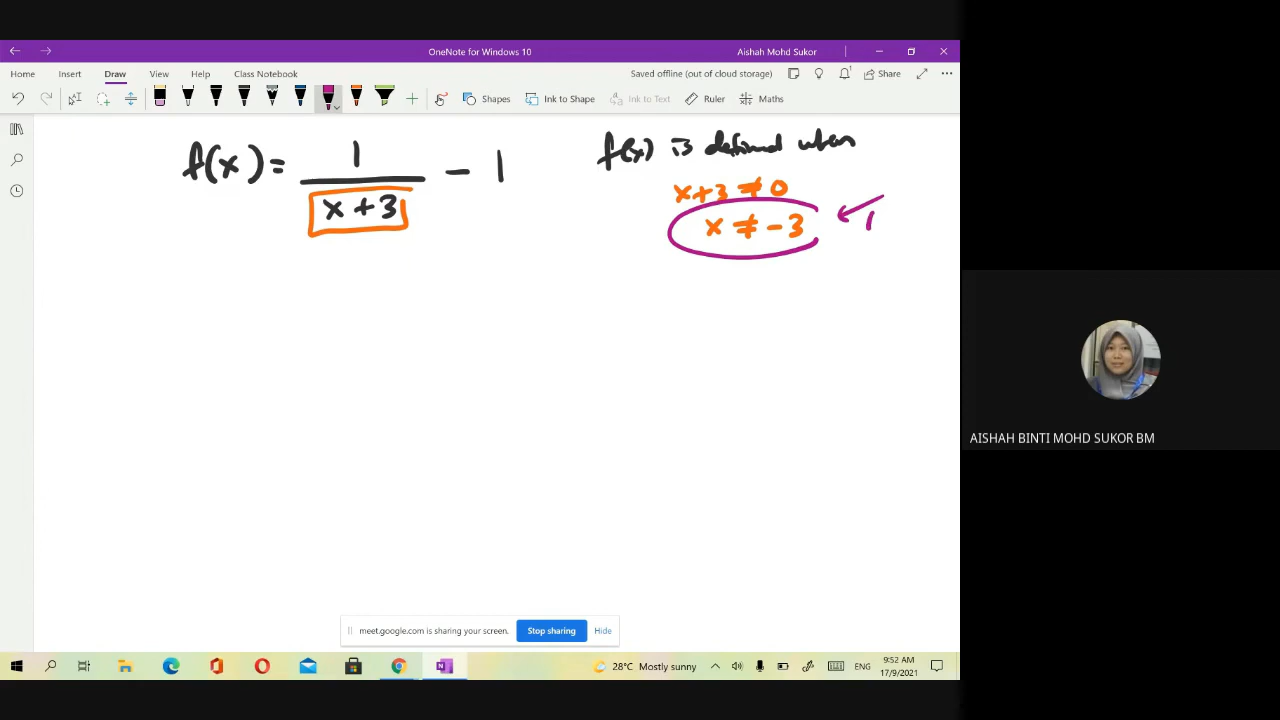 OneNote for Windows 10
Aishah Mohd Sukor
Home Insert Draw View Help Class Notebook
Saved offline (out of cloud storage)
Share
Shapes Ink to Shape Ink to Text Ruler Maths
f(x) = 1 / (x + 3) - 1
f(x) is defined when
x + 3 ≠ 0
x ≠ - 3
AISHAH BINTI MOHD SUKOR BM
meet.google.com is sharing your screen. Stop sharing Hide
28°C Mostly sunny
ENG
9:52 AM
17/9/2021